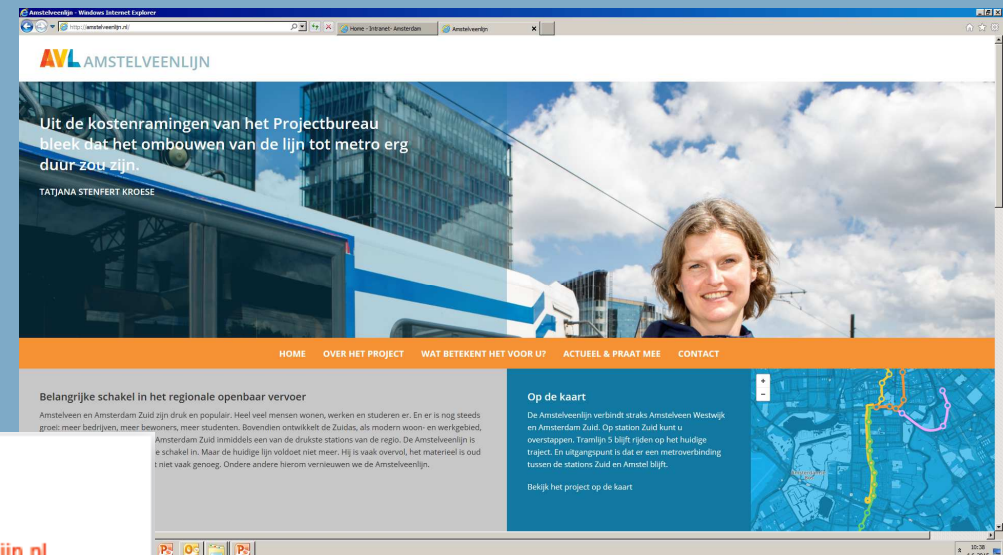 Amstelveenlijn - Windows Internet Explorer
http://amstelveenlijn.nl/
Home - Intranet- Amsterdam
Amstelveenlijn
AVL AMSTELVEENLIJN
Uit de kostenramingen van het Projectbureau
bleek dat het ombouwen van de lijn tot metro erg
duur zou zijn.
TATJANA STENFERT KROESE
HOME OVER HET PROJECT WAT BETEKENT HET VOOR U? ACTUEEL & PRAAT MEE CONTACT
Belangrijke schakel in het regionale openbaar vervoer
Amstelveen en Amsterdam Zuid zijn druk en populair. Heel veel mensen wonen, werken en studeren er. En er is nog steeds
groei: meer bedrijven, meer bewoners, meer studenten. Bovendien ontwikkelt de Zuidas, als modern woon- en werkgebied,
Amsterdam Zuid inmiddels een van de drukste stations van de regio. De Amstelveenlijn is
e schakel in. Maar de huidige lijn voldoet niet meer. Hij is vaak overvol, het materieel is oud
t niet vaak genoeg. Ondere andere hierom vernieuwen we de Amstelveenlijn.
Op de kaart
De Amstelveenlijn verbindt straks Amstelveen Westwijk
en Amsterdam Zuid. Op station Zuid kunt u
overstappen. Tramlijn 5 blijft rijden op het huidige
traject. En uitgangspunt is dat er een metroverbinding
tussen de stations Zuid en Amstel blijft.
Bekijk het project op de kaart
+
-
ijn.nl
10:38